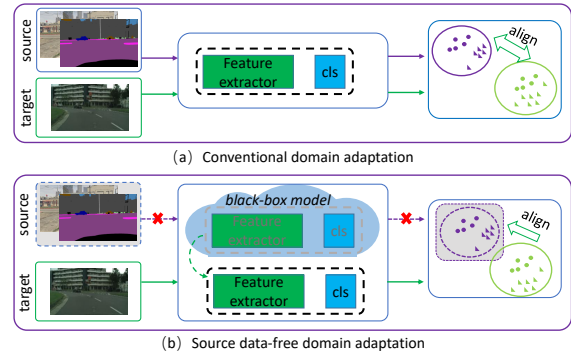 source
target
Feature
extractor
cls
align
(a) Conventional domain adaptation
source
target
black-box model
Feature
extractor
cls
Feature
extractor
cls
align
(b) Source data-free domain adaptation